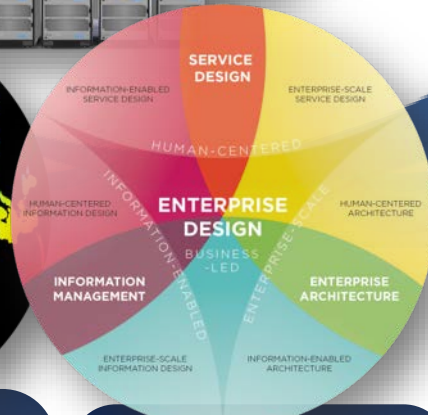 SERVICE
DESIGN
INFORMATION-ENABLED
SERVICE DESIGN
ENTERPRISE-SCALE
SERVICE DESIGN
HUMAN-CENTERED
HUMAN-CENTERED
INFORMATION DESIGN
INFORMATION-ENABLED
ENTERPRISE
DESIGN
BUSINESS
-LED
ENTERPRISE-SCALE
HUMAN-CENTERED
ARCHITECTURE
INFORMATION
MANAGEMENT
ENTERPRISE
ARCHITECTURE
ENTERPRISE-SCALE
INFORMATION DESIGN
INFORMATION-ENABLED
ARCHITECTURE